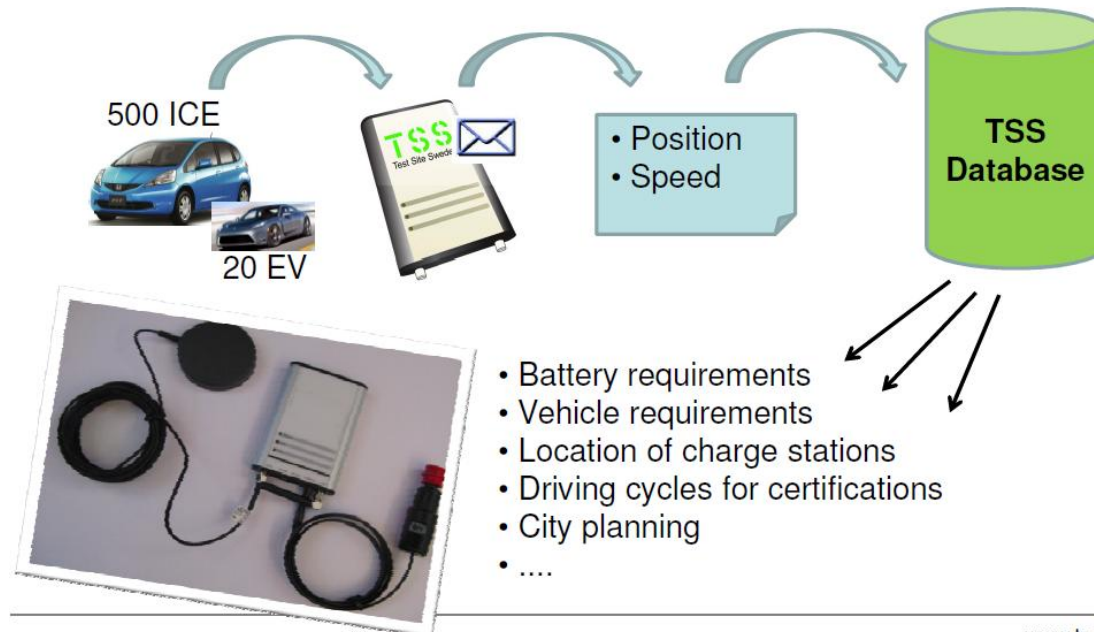 500 ICE
20 EV
TSS
Test Site Swede
• Position
• Speed
TSS
Database
• Battery requirements
• Vehicle requirements
• Location of charge stations
• Driving cycles for certifications
• City planning
• ....